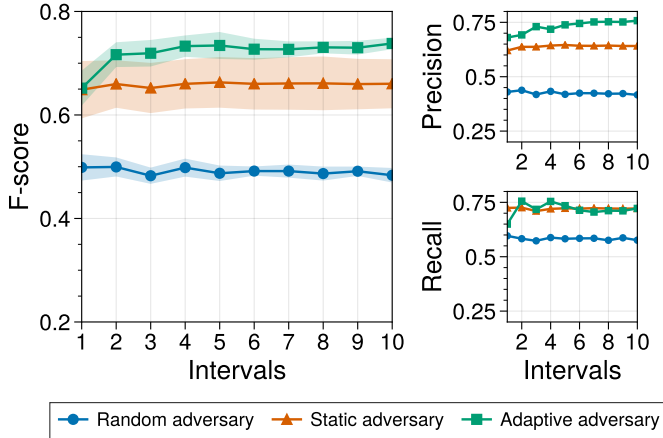 F-score
0.8
0.6
0.4
0.2
1 2 3 4 5 6 7 8 9 10
Intervals
Precision
0.75
0.5
0.25
2 4 6 8 10
Recall
0.75
0.5
0.25
2 4 6 8 10
Intervals
Random adversary Static adversary Adaptive adversary